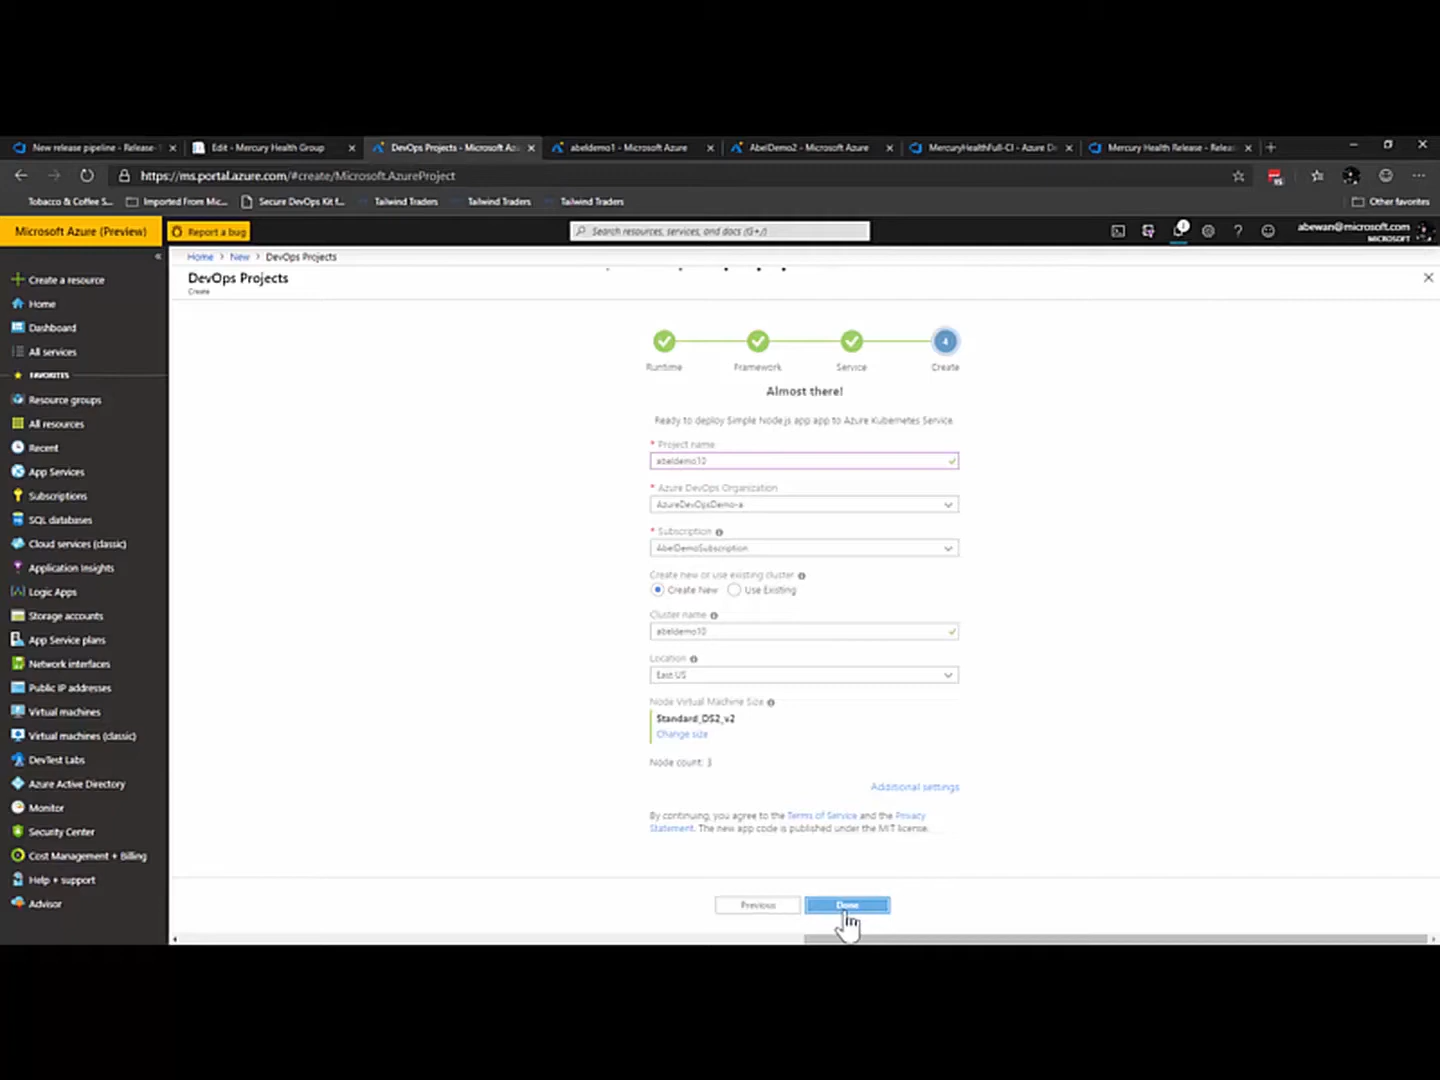 New release pipeline - Release-
Edit - Mercury Health Group
DevOps Projects - Microsoft Az
abeldemo1 - Microsoft Azure
AbelDemo2 - Microsoft Azure
MercuryHealthFull-CI - Azure D
Mercury Health Release - Releas
https://ms.portal.azure.com/#create/Microsoft.AzureProject
Tobacco & Coffee S...
Imported From Mic...
Secure DevOps Kit f...
Tailwind Traders
Tailwind Traders
Tailwind Traders
Other favorites
Microsoft Azure (Preview)
Report a bug
Search resources, services, and docs (G+/)
1
abewan@microsoft.com
MICROSOFT
Home > New > DevOps Projects
DevOps Projects
Create
Create a resource
Home
Dashboard
All services
FAVORITES
Resource groups
All resources
Recent
App Services
Subscriptions
SQL databases
Cloud services (classic)
Application Insights
Logic Apps
Storage accounts
App Service plans
Network interfaces
Public IP addresses
Virtual machines
Virtual machines (classic)
DevTest Labs
Azure Active Directory
Monitor
Security Center
Cost Management + Billing
Help + support
Advisor
4
Runtime
Framework
Service
Create
Almost there!
Ready to deploy Simple Node.js app app to Azure Kubernetes Service.
* Project name
abeldemo10
* Azure DevOps Organization
AzureDevOpsDemo-a
* Subscription
AbelDemoSubscription
Create new or use existing cluster
Create New
Use Existing
Cluster name
abeldemo10
Location
East US
Node Virtual Machine Size
Standard_DS2_v2
Change size
Node count: 3
Additional settings
By continuing, you agree to the Terms of Service and the Privacy
Statement. The new app code is published under the MIT license.
Previous
Done